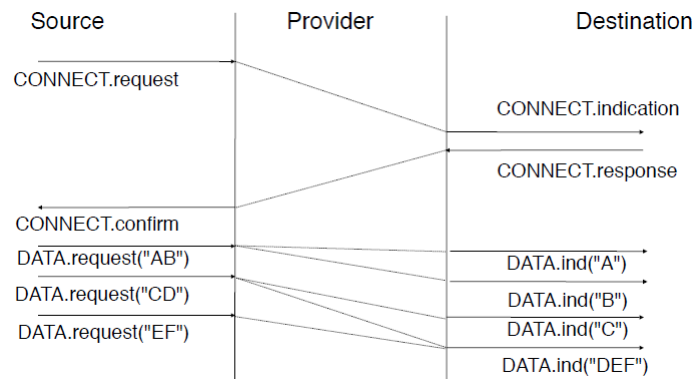 Source Provider Destination
CONNECT.request
CONNECT.indication
CONNECT.response
CONNECT.confirm
DATA.request("AB")
DATA.ind("A")
DATA.request("CD")
DATA.ind("B")
DATA.ind("C")
DATA.request("EF")
DATA.ind("DEF")